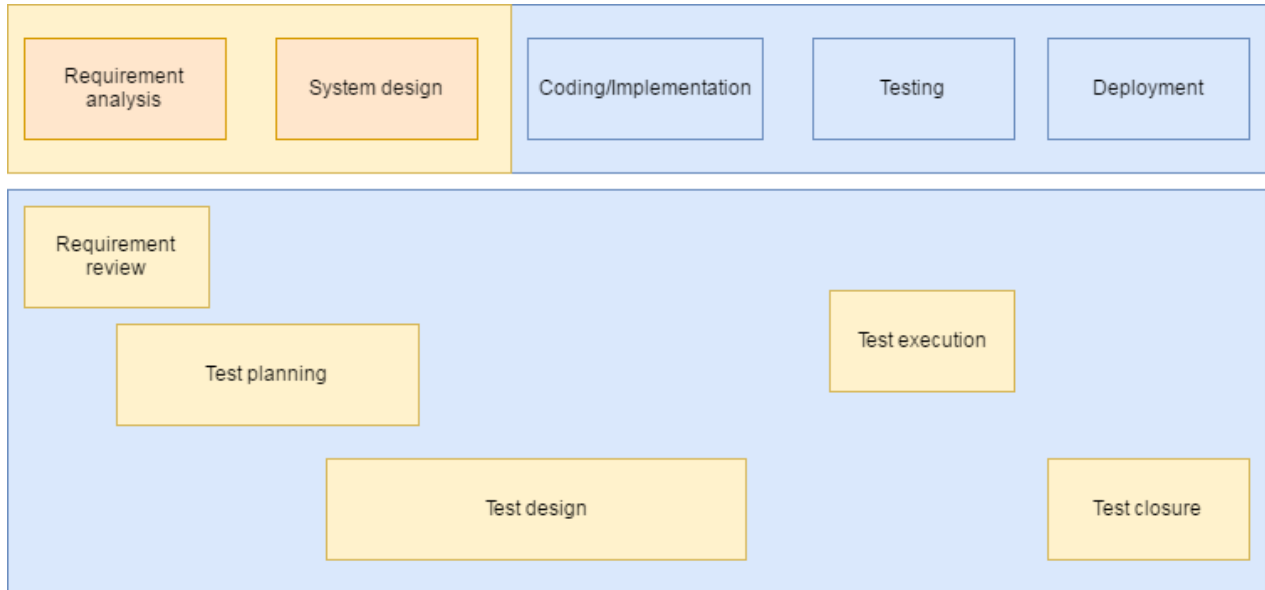 Requirement
analysis
System design
Coding/Implementation
Testing
Deployment
Requirement
review
Test planning
Test execution
Test design
Test closure